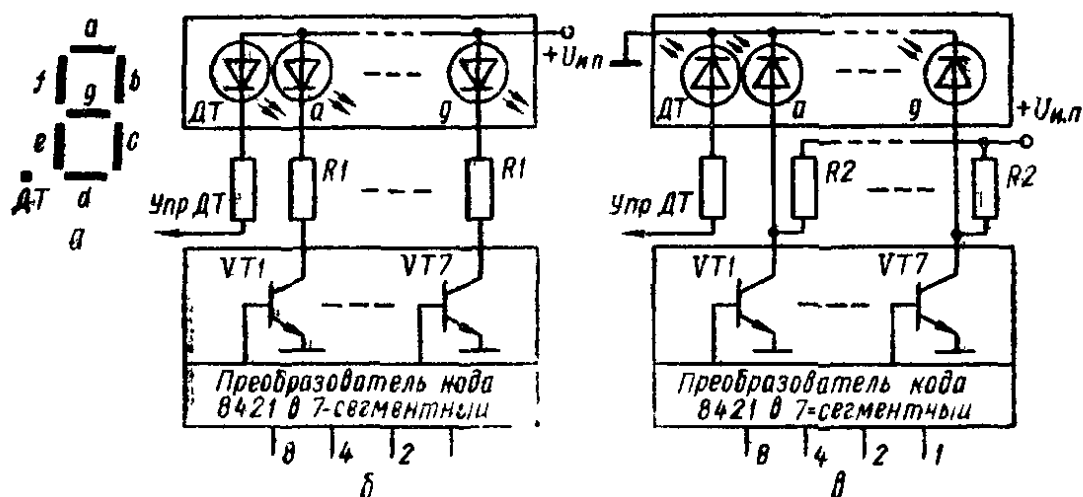 a
f
b
g
e
c
ДТ
d
а
+Uи.п
ДТ
a
g
R1
R1
Упр ДТ
VT1
VT7
Преобразователь кода
8421 в 7-сегментный
8
4
2
б
ДТ
a
g
+Uи.п
R2
R2
Упр ДТ
VT1
VT7
Преобразователь кода
8421 в 7-сегментный
8
4
2
1
в